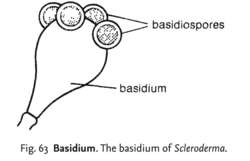 basidiospores
basidium
Fig. 63 Basidium. The basidium of Scleroderma.